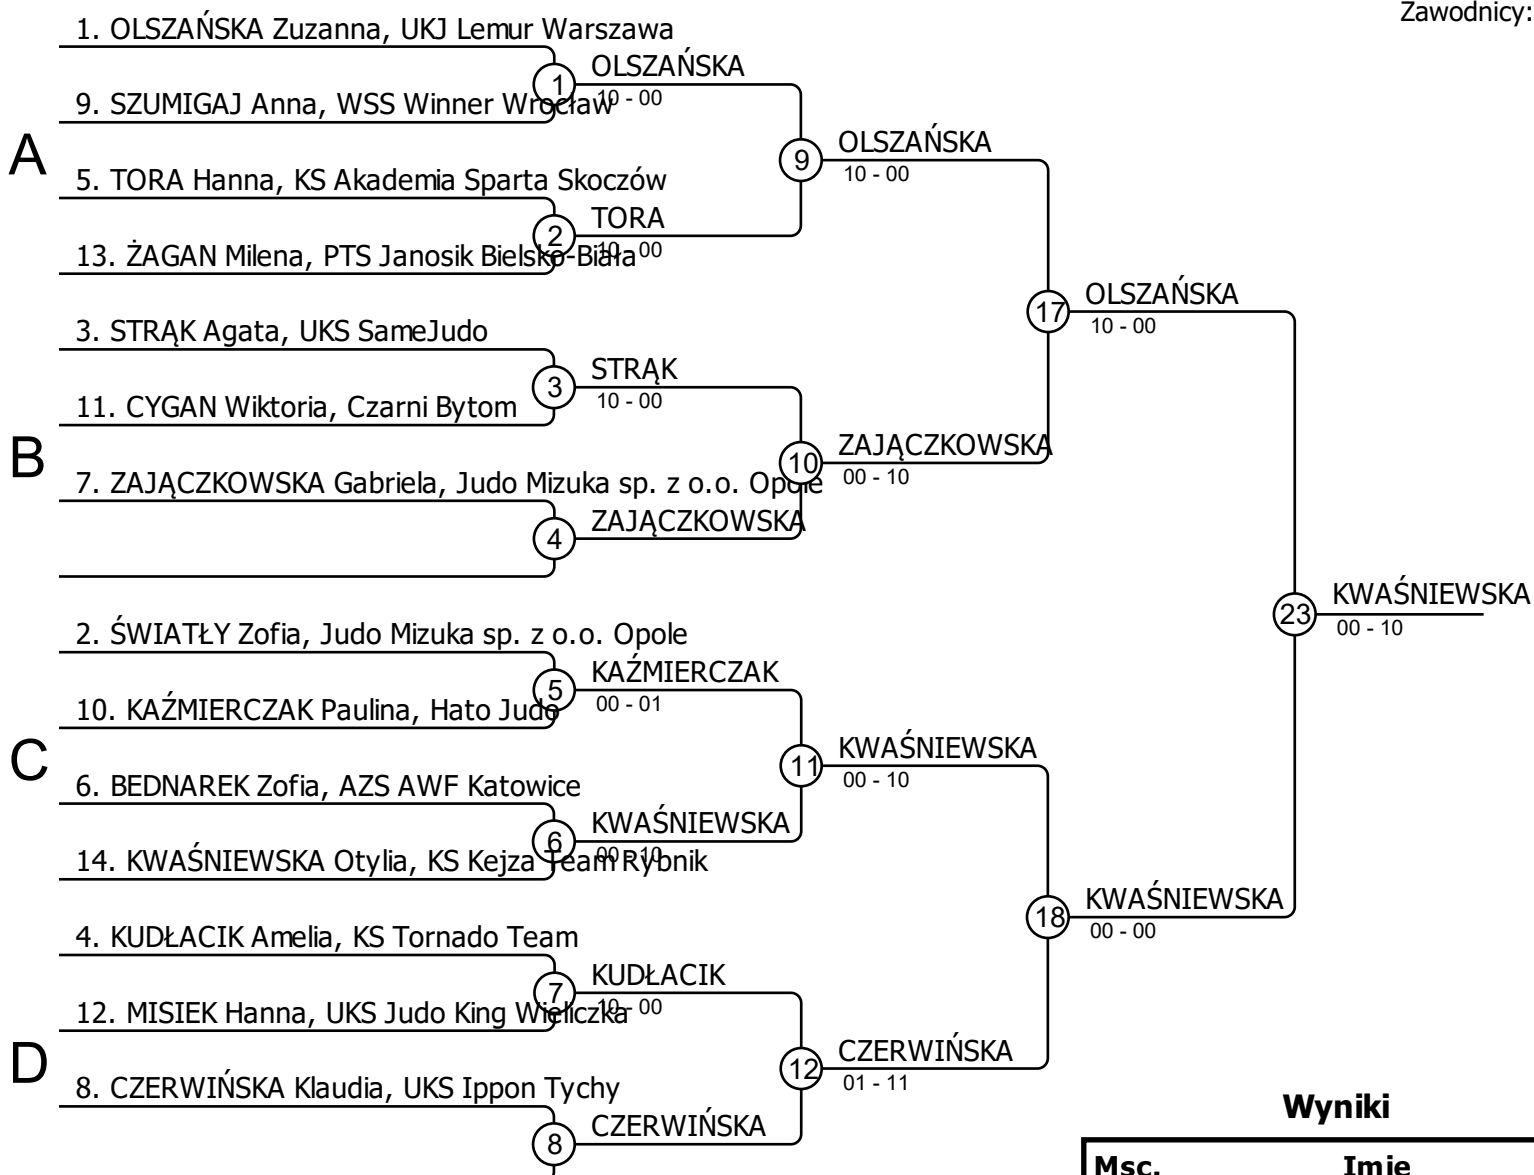 Zawodnicy:
1. OLSZAŃSKA Zuzanna, UKJ Lemur Warszawa
1 OLSZAŃSKA
10 - 00
9. SZUMIGAJ Anna, WSS Winner Wrocław
A
9 OLSZAŃSKA
10 - 00
5. TORA Hanna, KS Akademia Sparta Skoczów
2 TORA
10 - 00
13. ŻAGAN Milena, PTS Janosik Bielsko-Biała
17 OLSZAŃSKA
10 - 00
3. STRĄK Agata, UKS SameJudo
3 STRĄK
10 - 00
11. CYGAN Wiktoria, Czarni Bytom
B
10 ZAJĄCZKOWSKA
00 - 10
7. ZAJĄCZKOWSKA Gabriela, Judo Mizuka sp. z o.o. Opole
4 ZAJĄCZKOWSKA
23 KWAŚNIEWSKA
00 - 10
2. ŚWIATŁY Zofia, Judo Mizuka sp. z o.o. Opole
5 KAŹMIERCZAK
00 - 01
10. KAŹMIERCZAK Paulina, Hato Judo
C
11 KWAŚNIEWSKA
00 - 10
6. BEDNAREK Zofia, AZS AWF Katowice
6 KWAŚNIEWSKA
00 - 10
14. KWAŚNIEWSKA Otylia, KS Kejza Team Rybnik
18 KWAŚNIEWSKA
00 - 00
4. KUDŁACIK Amelia, KS Tornado Team
7 KUDŁACIK
10 - 00
12. MISIEK Hanna, UKS Judo King Wieliczka
D
12 CZERWIŃSKA
01 - 11
8. CZERWIŃSKA Klaudia, UKS Ippon Tychy
8 CZERWIŃSKA
Wyniki
Msc. Imię